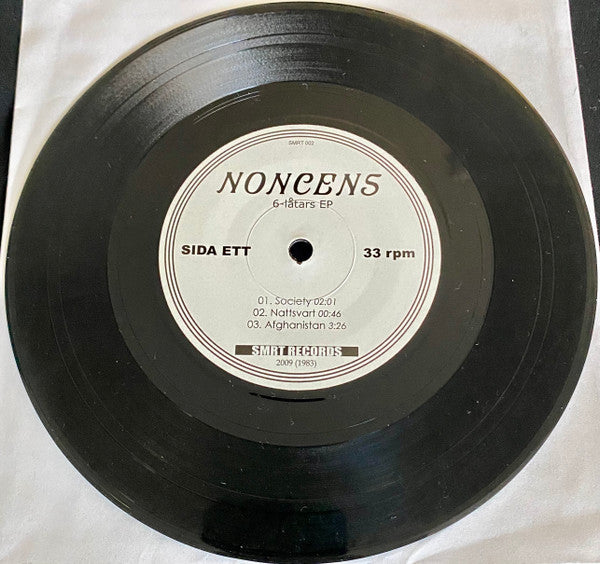 SMRT 002
NONCENS
6-låtars EP
SIDA ETT 33 rpm
01. Society 02:01
02. Nattsvart 00:46
03. Afghanistan 3:26
SMRT RECORDS
2009 (1983)